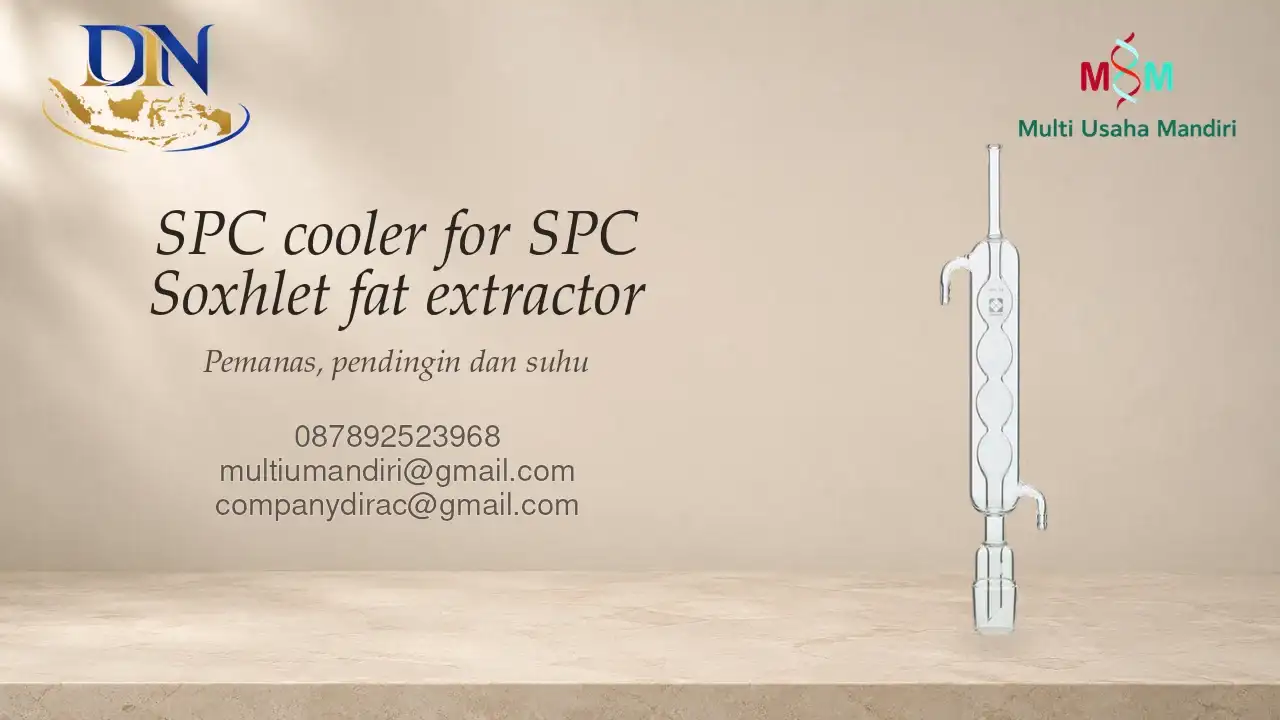 DIN
MSM
Multi Usaha Mandiri
SPC cooler for SPC
Soxhlet fat extractor
Pemanas, pendingin dan suhu
087892523968
multiumandiri@gmail.com
companydirac@gmail.com